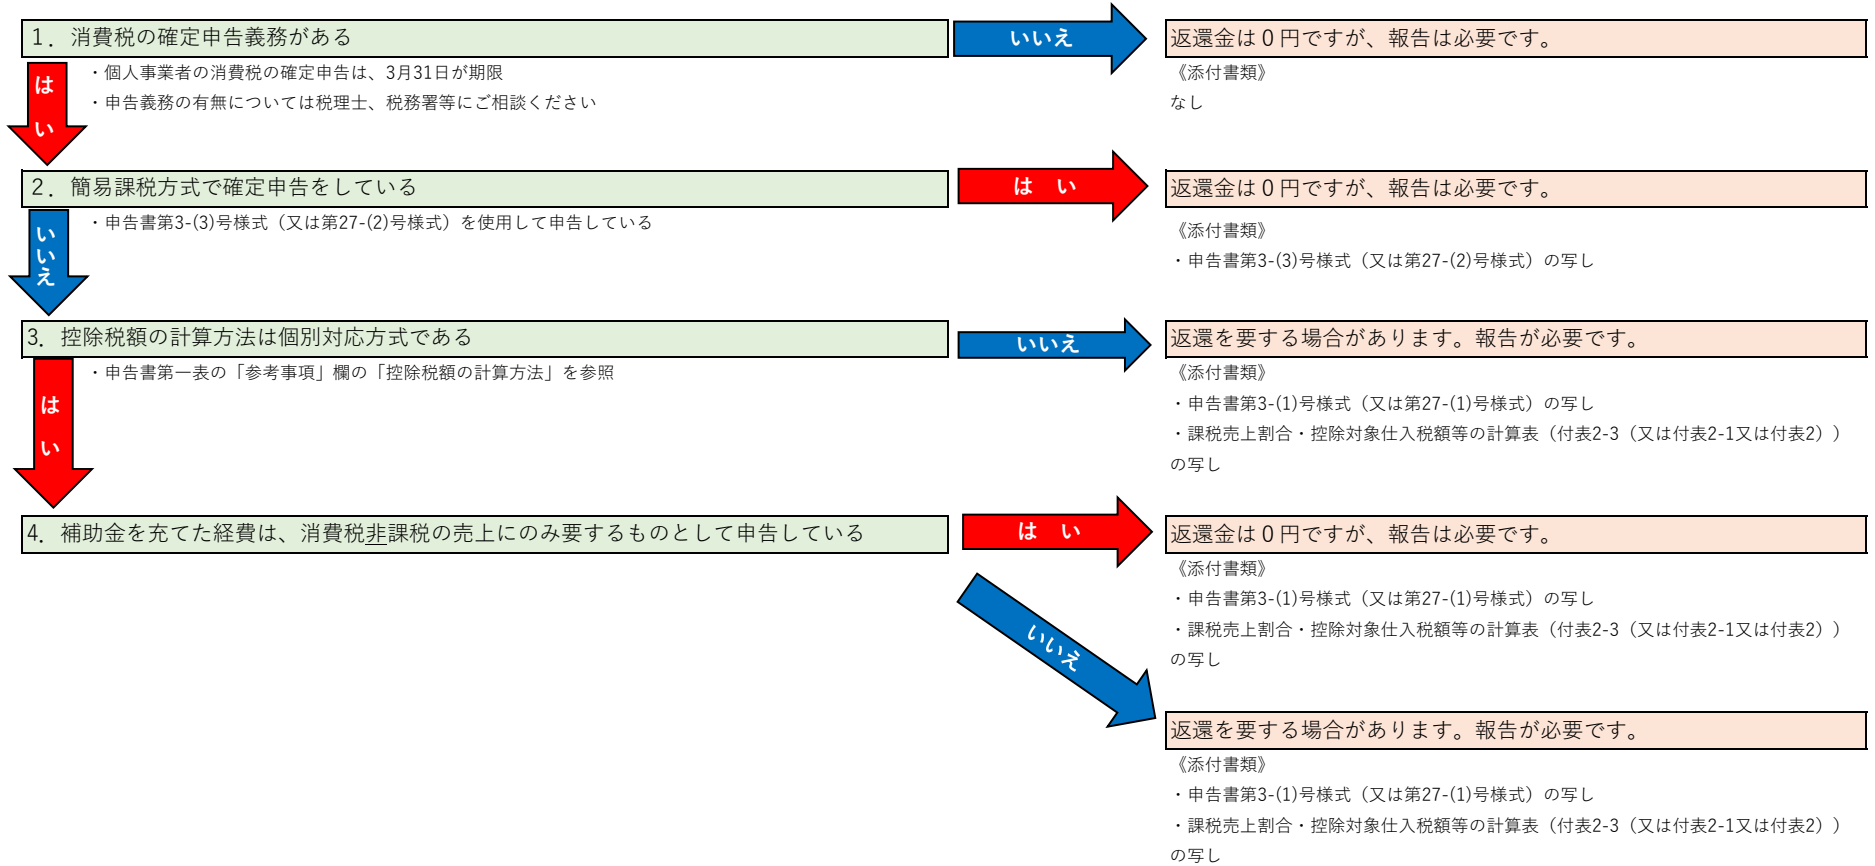 1．消費税の確定申告義務がある
いいえ
返還金は０円ですが、報告は必要です。
はい
・個人事業者の消費税の確定申告は、3月31日が期限
・申告義務の有無については税理士、税務署等にご相談ください
《添付書類》
なし
2．簡易課税方式で確定申告をしている
は い
返還金は０円ですが、報告は必要です。
いいえ
・申告書第3-(3)号様式（又は第27-(2)号様式）を使用して申告している
《添付書類》
・申告書第3-(3)号様式（又は第27-(2)号様式）の写し
3．控除税額の計算方法は個別対応方式である
いいえ
返還を要する場合があります。報告が必要です。
はい
・申告書第一表の「参考事項」欄の「控除税額の計算方法」を参照
《添付書類》
・申告書第3-(1)号様式（又は第27-(1)号様式）の写し
・課税売上割合・控除対象仕入税額等の計算表（付表2-3（又は付表2-1又は付表2））
の写し
4．補助金を充てた経費は、消費税非課税の売上にのみ要するものとして申告している
は い
返還金は０円ですが、報告は必要です。
《添付書類》
・申告書第3-(1)号様式（又は第27-(1)号様式）の写し
・課税売上割合・控除対象仕入税額等の計算表（付表2-3（又は付表2-1又は付表2））
の写し
いいえ
返還を要する場合があります。報告が必要です。
《添付書類》
・申告書第3-(1)号様式（又は第27-(1)号様式）の写し
・課税売上割合・控除対象仕入税額等の計算表（付表2-3（又は付表2-1又は付表2））
の写し